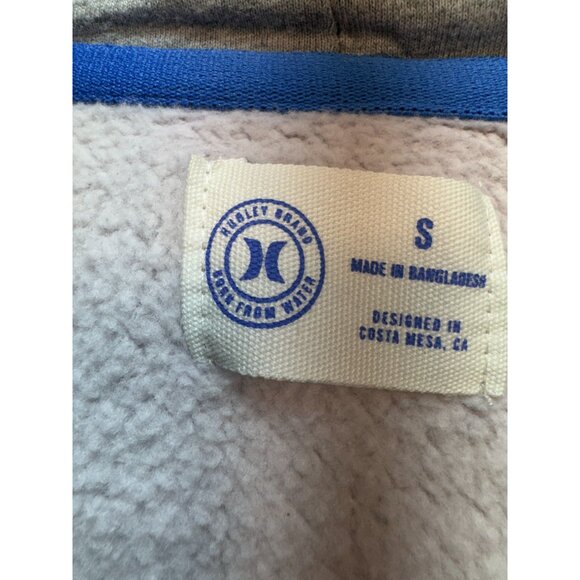 HURLEY BRAND
BORN FROM WATER
S
MADE IN BANGLADESH
DESIGNED IN
COSTA MESA, CA